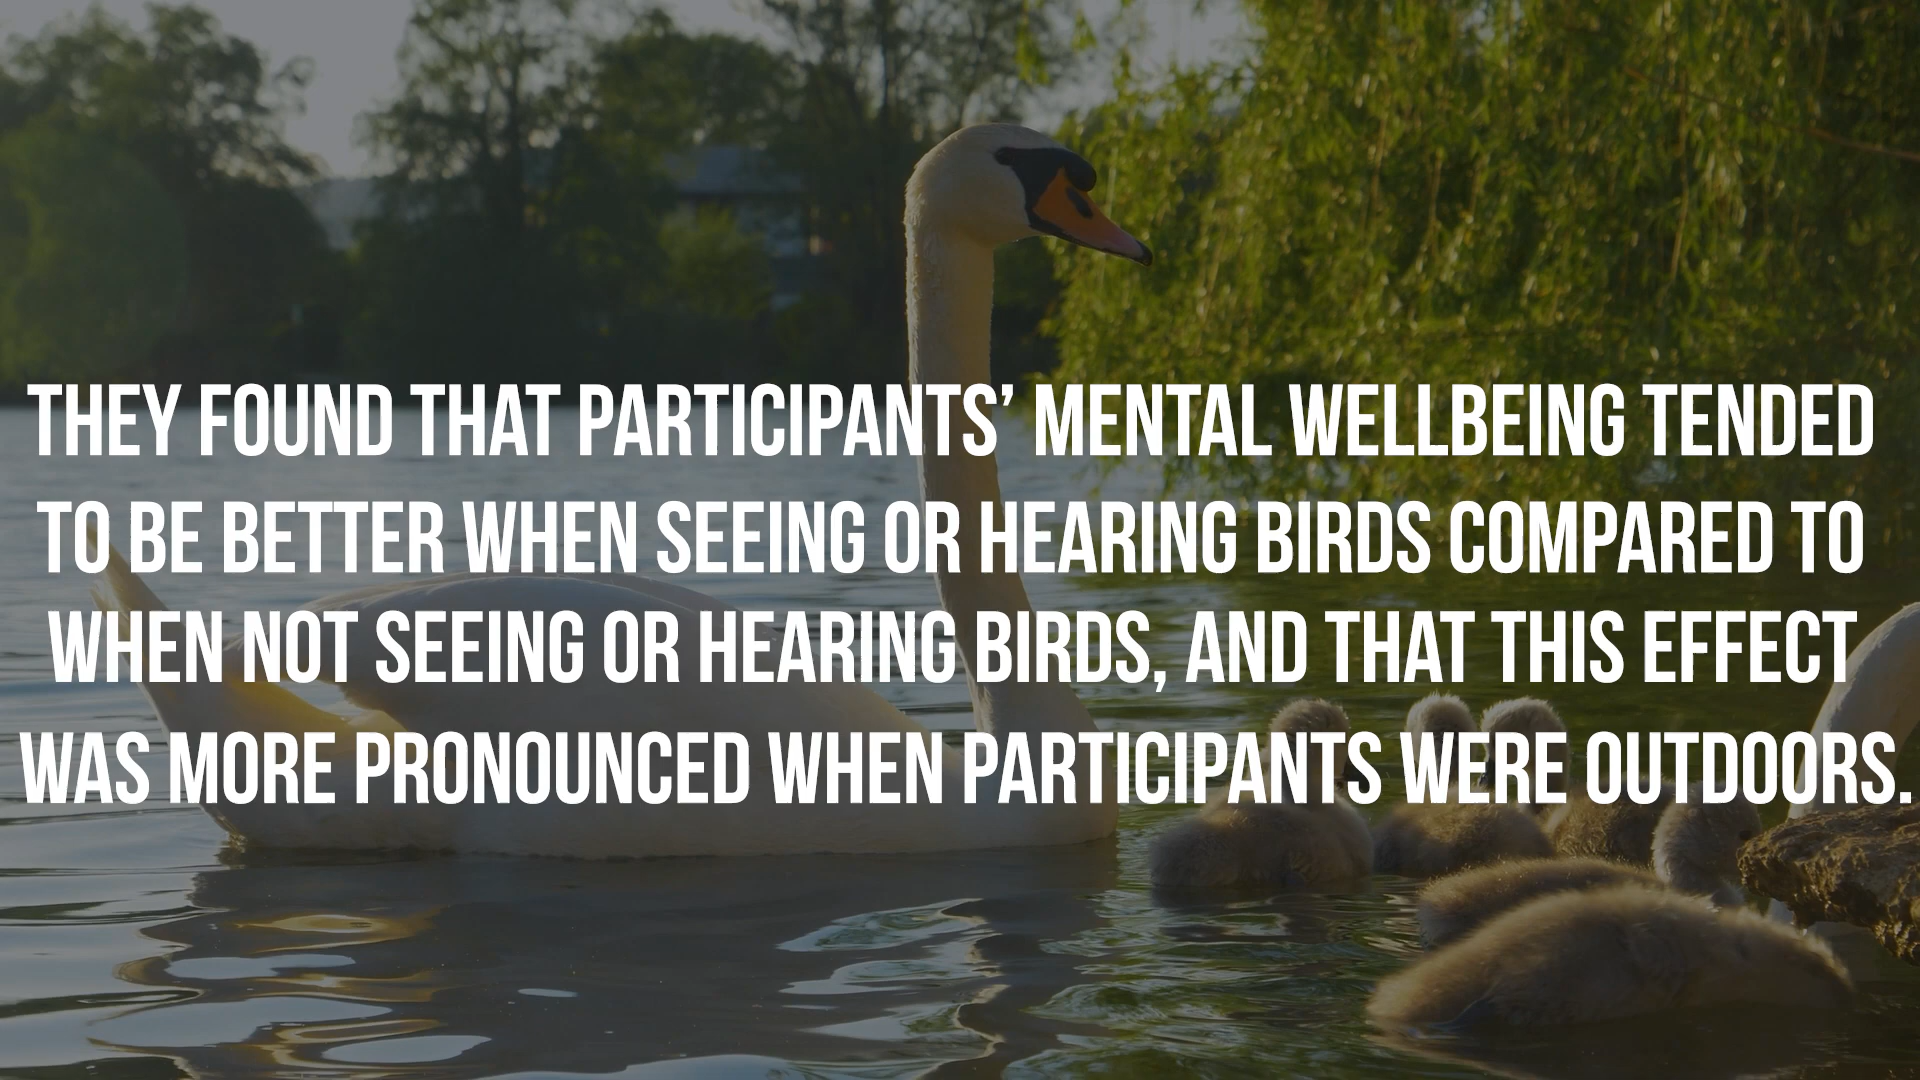 THEY FOUND THAT PARTICIPANTS’ MENTAL WELLBEING TENDED
TO BE BETTER WHEN SEEING OR HEARING BIRDS COMPARED TO
WHEN NOT SEEING OR HEARING BIRDS, AND THAT THIS EFFECT
WAS MORE PRONOUNCED WHEN PARTICIPANTS WERE OUTDOORS.